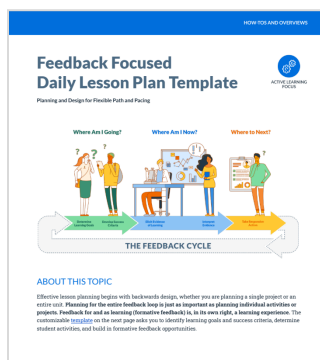 HOW-TOS AND OVERVIEWS
Feedback Focused
Daily Lesson Plan Template
Planning and Design for Flexible Path and Pacing
ACTIVE LEARNING
FOCUS
Where Am I Going?
Where Am I Now?
Where to Next?
THE FEEDBACK CYCLE
ABOUT THIS TOPIC
Effective lesson planning begins with backwards design, whether you are planning a single project or an
entire unit. Planning for the entire feedback loop is just as important as planning individual activities or
projects. Feedback for and as learning (formative feedback) is, in its own right, a learning experience. The
customizable template on the next page asks you to identify learning goals and success criteria, determine
student activities, and build in formative feedback opportunities.